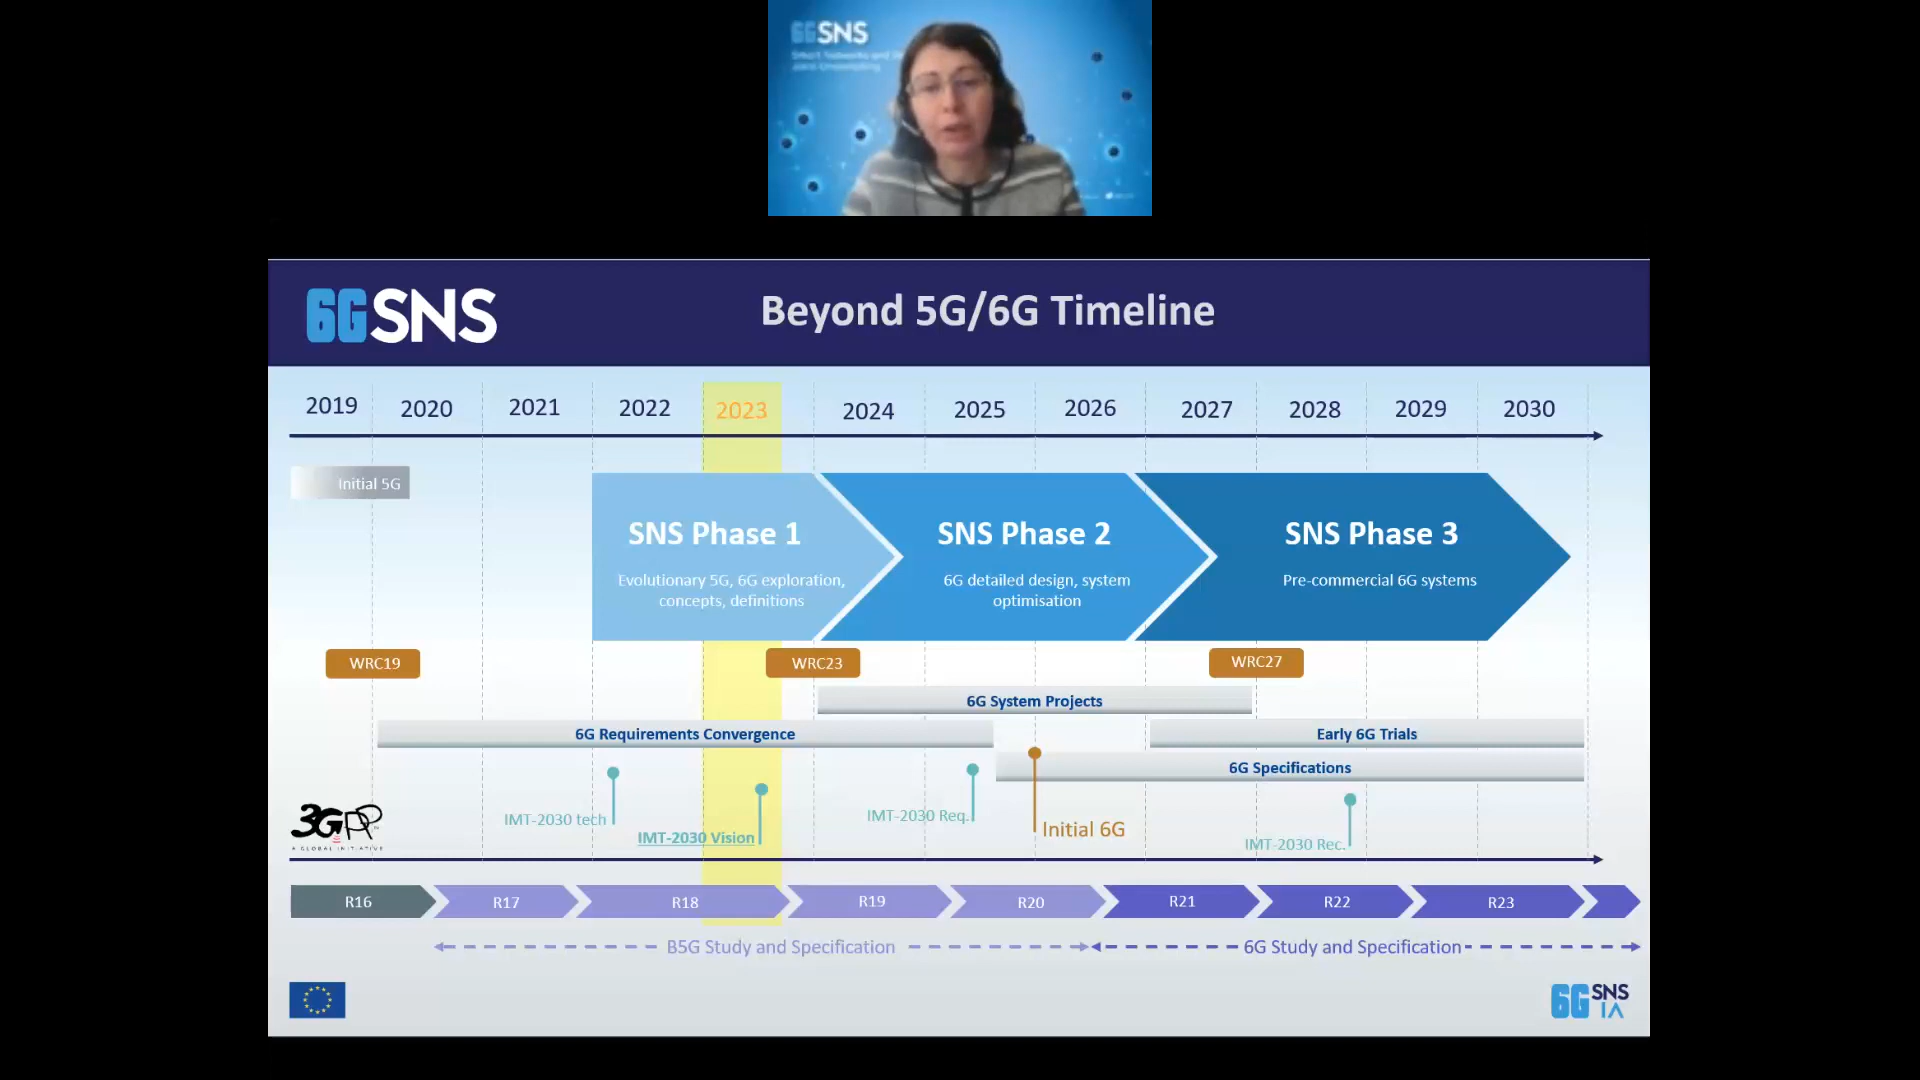 6GSNS
6GSNS
Beyond 5G/6G Timeline
2019 2020 2021 2022 2023 2024 2025 2026 2027 2028 2029 2030
Initial 5G
SNS Phase 1
Evolutionary 5G, 6G exploration,
concepts, definitions
SNS Phase 2
6G detailed design, system
optimisation
SNS Phase 3
Pre-commercial 6G systems
WRC19
WRC23
WRC27
6G System Projects
6G Requirements Convergence
Early 6G Trials
6G Specifications
IMT-2030 tech
IMT-2030 Vision
IMT-2030 Req.
Initial 6G
IMT-2030 Rec.
3GPP
A GLOBAL INITIATIVE
R16 R17 R18 R19 R20 R21 R22 R23
B5G Study and Specification
6G Study and Specification
6G SNS
IA